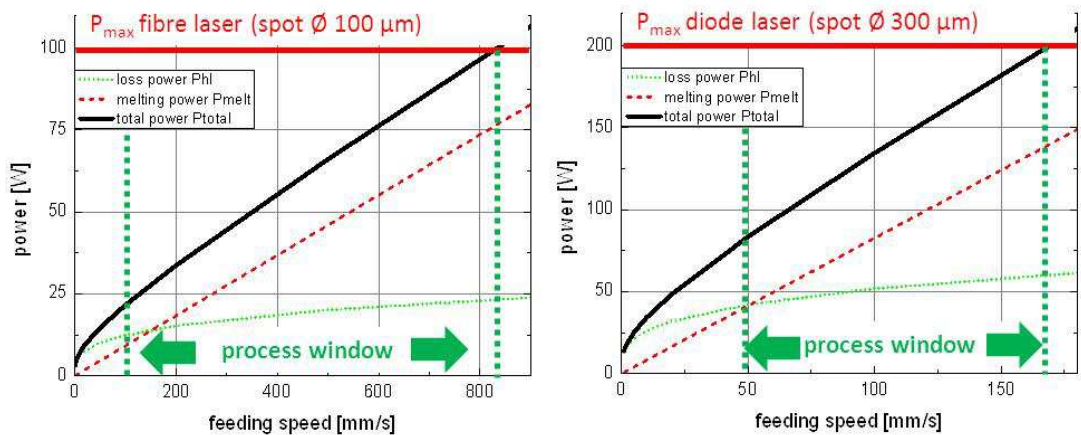 P_max fibre laser (spot Ø 100 µm)
100
75
50
25
0
power [W]
loss power Phl
melting power Pmelt
total power Ptotal
process window
0
200
400
600
800
feeding speed [mm/s]
P_max diode laser (spot Ø 300 µm)
200
150
100
50
0
power [W]
loss power Phl
melting power Pmelt
total power Ptotal
process window
0
50
100
150
feeding speed [mm/s]